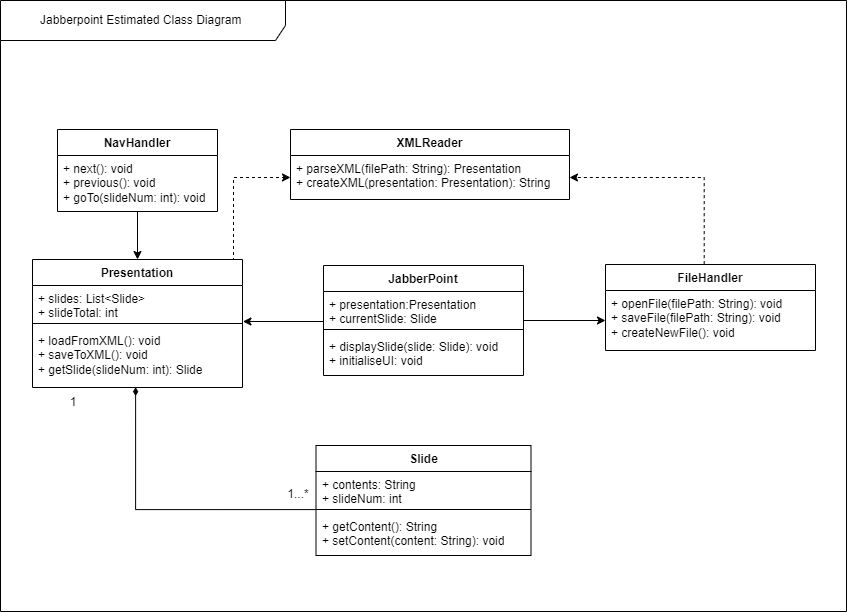 Jabberpoint Estimated Class Diagram
NavHandler
+ next(): void
+ previous(): void
+ goTo(slideNum: int): void
XMLReader
+ parseXML(filePath: String): Presentation
+ createXML(presentation: Presentation): String
Presentation
+ slides: List<Slide>
+ slideTotal: int
+ loadFromXML(): void
+ saveToXML(): void
+ getSlide(slideNum: int): Slide
1
JabberPoint
+ presentation:Presentation
+ currentSlide: Slide
+ displaySlide(slide: Slide): void
+ initialiseUI: void
FileHandler
+ openFile(filePath: String): void
+ saveFile(filePath: String): void
+ createNewFile(): void
1...*
Slide
+ contents: String
+ slideNum: int
+ getContent(): String
+ setContent(content: String): void